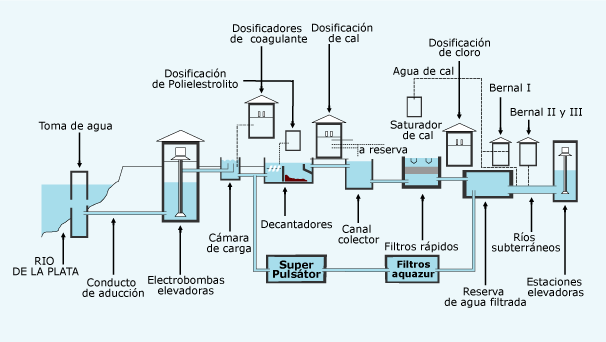 Dosificadores
de coagulante
Dosificación
de cal
Dosificación
de cloro
Dosificación
de Polielestrolito
Agua de cal
Bernal I
Bernal II y III
Toma de agua
Saturador
de cal
a reserva
Decantadores
Canal
colector
Cámara
de carga
Filtros rápidos
Ríos
subterráneos
RIO
DE LA PLATA
Conducto
de aducción
Electrobombas
elevadoras
Super
Pulsátor
Filtros
aquazur
Reserva
de agua filtrada
Estaciones
elevadoras